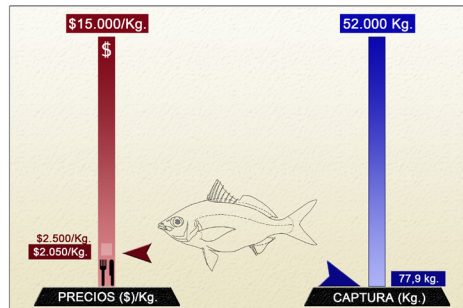 $15.000/Kg.
52.000 Kg.
$
$2.500/Kg.
$2.050/Kg.
77,9 kg.
PRECIOS ($)/Kg.
CAPTURA (Kg.)